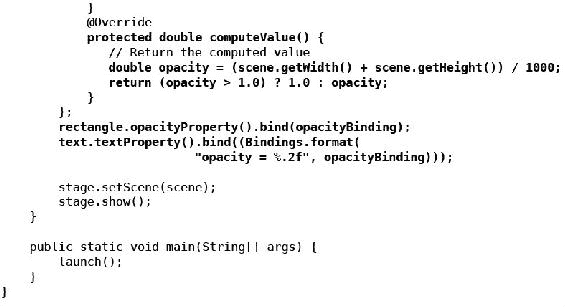 }
            @Override
            protected double computeValue() {
               // Return the computed value
               double opacity = (scene.getWidth() + scene.getHeight()) / 1000;
               return (opacity > 1.0) ? 1.0 : opacity;
            }
        };
        rectangle.opacityProperty().bind(opacityBinding);
        text.textProperty().bind((Bindings.format(
                           "opacity = %.2f", opacityBinding)));

        stage.setScene(scene);
        stage.show();
    }

    public static void main(String[] args) {
        launch();
    }
}